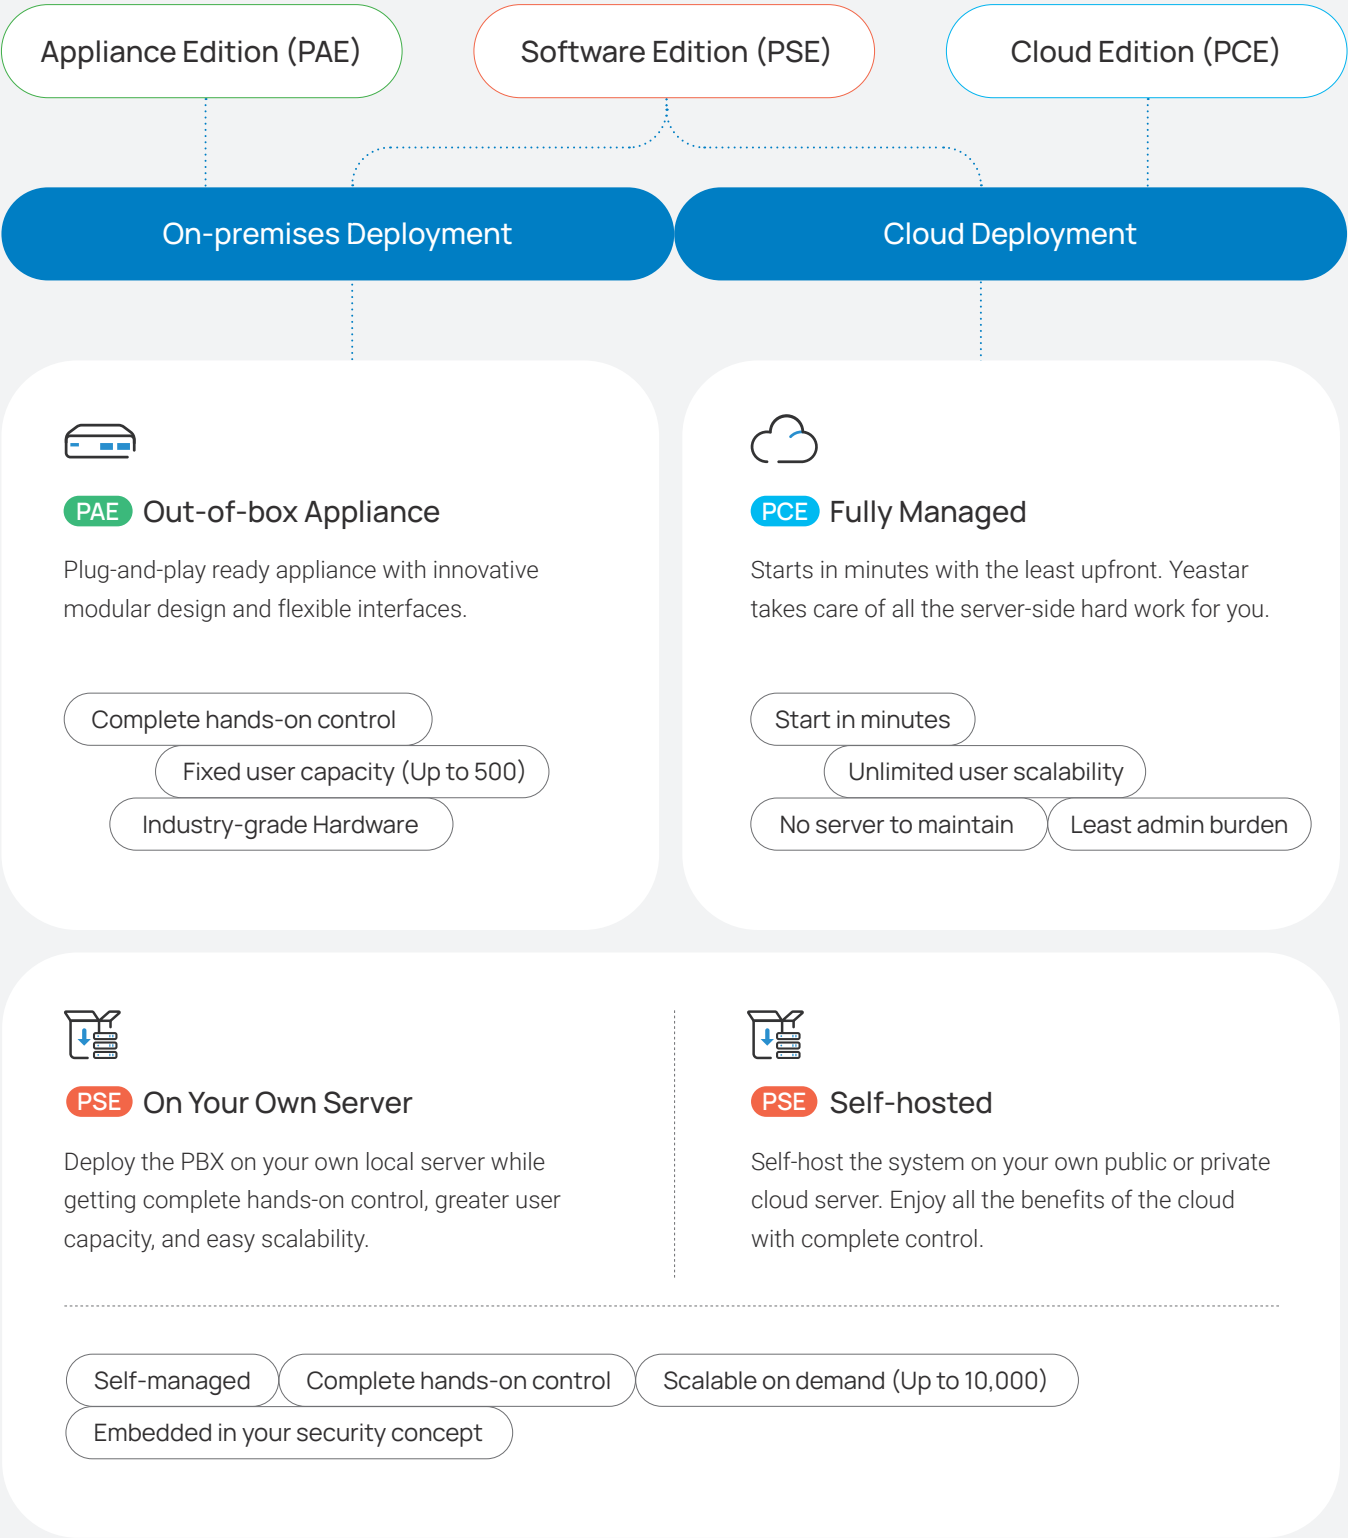 Appliance Edition (PAE)
Software Edition (PSE)
Cloud Edition (PCE)
On-premises Deployment
Cloud Deployment
PAE Out-of-box Appliance
Plug-and-play ready appliance with innovative
modular design and flexible interfaces.
Complete hands-on control
Fixed user capacity (Up to 500)
Industry-grade Hardware
PCE Fully Managed
Starts in minutes with the least upfront. Yeastar
takes care of all the server-side hard work for you.
Start in minutes
Unlimited user scalability
No server to maintain
Least admin burden
PSE On Your Own Server
Deploy the PBX on your own local server while
getting complete hands-on control, greater user
capacity, and easy scalability.
PSE Self-hosted
Self-host the system on your own public or private
cloud server. Enjoy all the benefits of the cloud
with complete control.
Self-managed
Complete hands-on control
Scalable on demand (Up to 10,000)
Embedded in your security concept